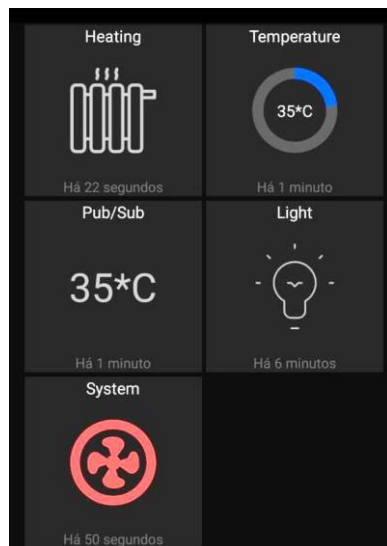 Heating
Temperature
35*C
Há 22 segundos
Há 1 minuto
Pub/Sub
Light
35*C
Há 1 minuto
Há 6 minutos
System
Há 50 segundos